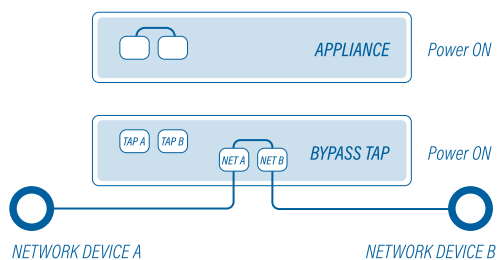 APPLIANCE
Power ON
TAP A
TAP B
NET A
NET B
BYPASS TAP
Power ON
NETWORK DEVICE A
NETWORK DEVICE B